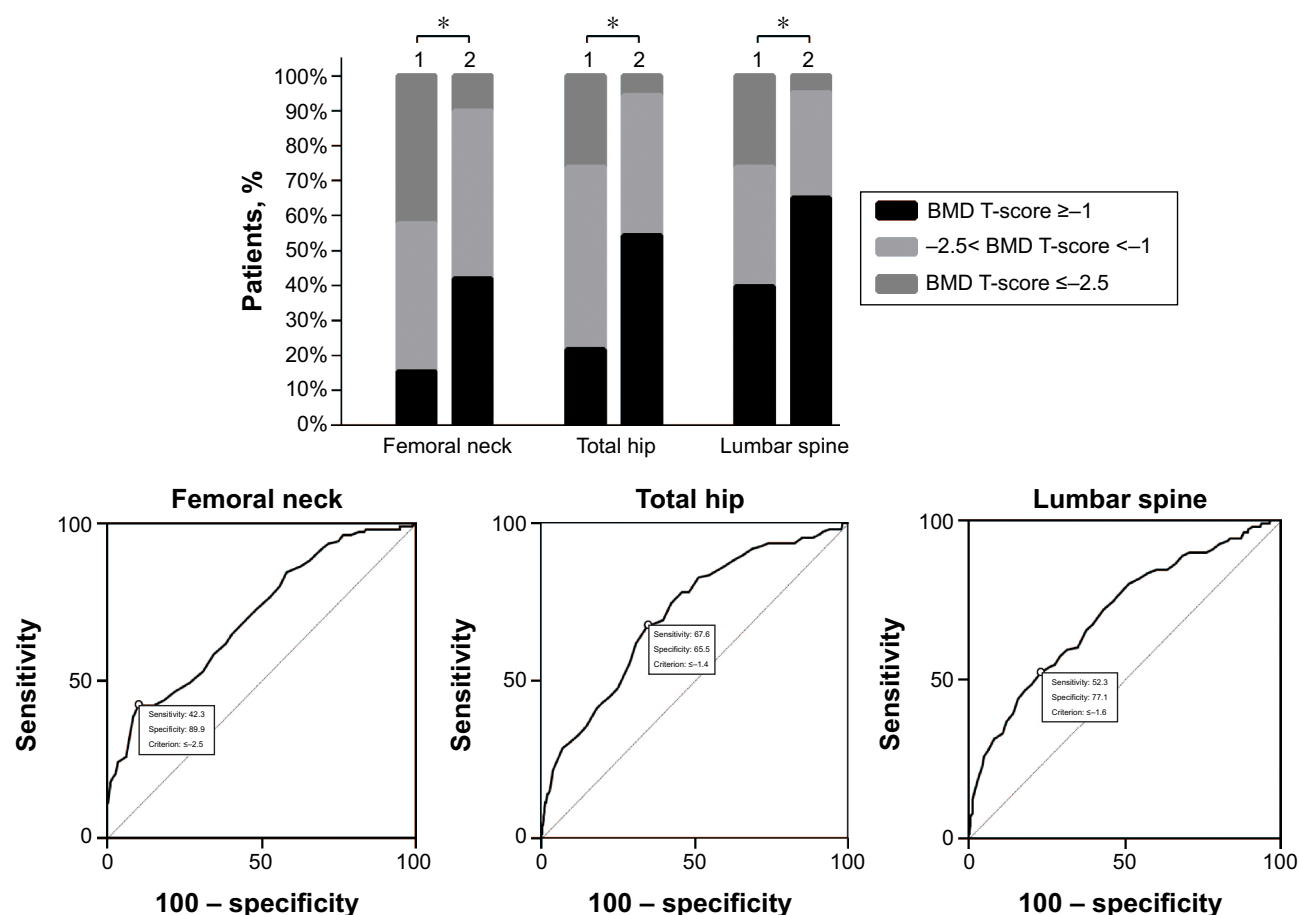 * * *
1 2 1 2 1 2
100%
90%
80%
70%
60%
50%
40%
30%
20%
10%
0%
Patients, %
Femoral neck Total hip Lumbar spine
BMD T-score ≥–1
–2.5< BMD T-score <–1
BMD T-score ≤–2.5
Femoral neck
100
50
0
0 50 100
Sensitivity
100 – specificity
Sensitivity: 42.3
Specificity: 89.9
Criterion: ≤–2.5
Total hip
100
50
0
0 50 100
Sensitivity
100 – specificity
Sensitivity: 67.6
Specificity: 65.5
Criterion: ≤–1.4
Lumbar spine
100
50
0
0 50 100
Sensitivity
100 – specificity
Sensitivity: 52.3
Specificity: 77.1
Criterion: ≤–1.6